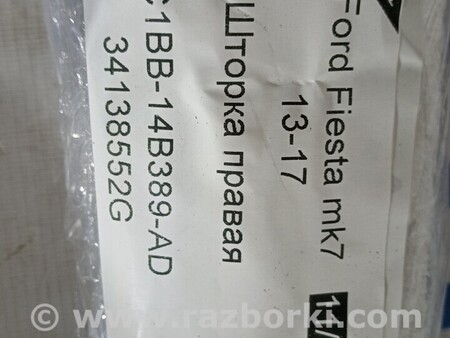 Ford Fiesta mk7
13-17
Шторка правая
C1BB-14B389-AD
34138552G
www.razborki.com